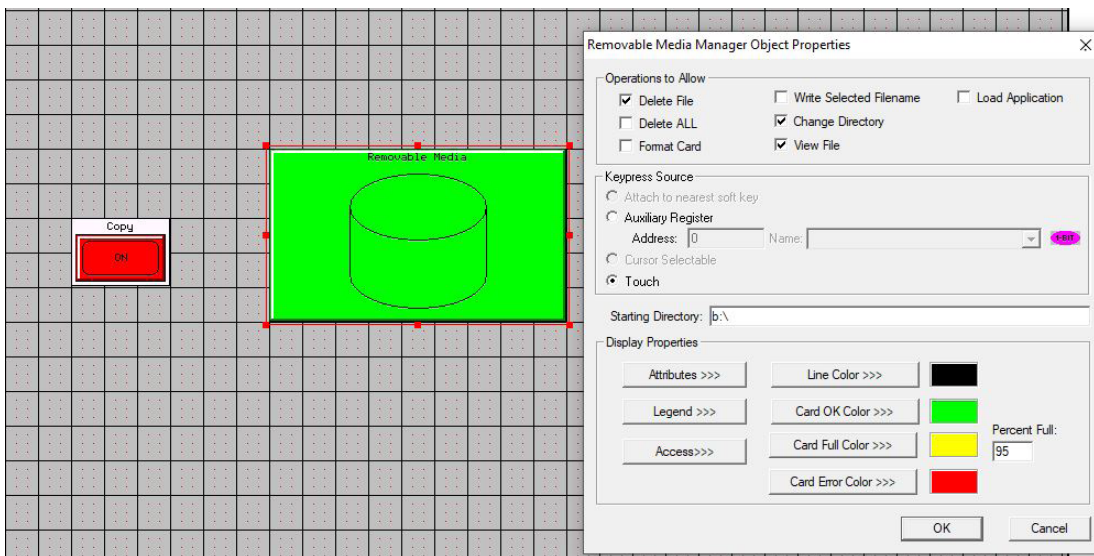 Removable Media Manager Object Properties
Operations to Allow
Delete File
Write Selected Filename
Load Application
Delete ALL
Change Directory
Format Card
View File
Removable Media
Keypress Source
Attach to nearest soft key
Auxiliary Register
Copy
Address: 0 Name:
1-BIT
ON
Cursor Selectable
Touch
Starting Directory: b:\
Display Properties
Attributes >>>
Line Color >>>
Legend >>>
Card OK Color >>>
Percent Full:
Access>>>
Card Full Color >>>
95
Card Error Color >>>
OK
Cancel